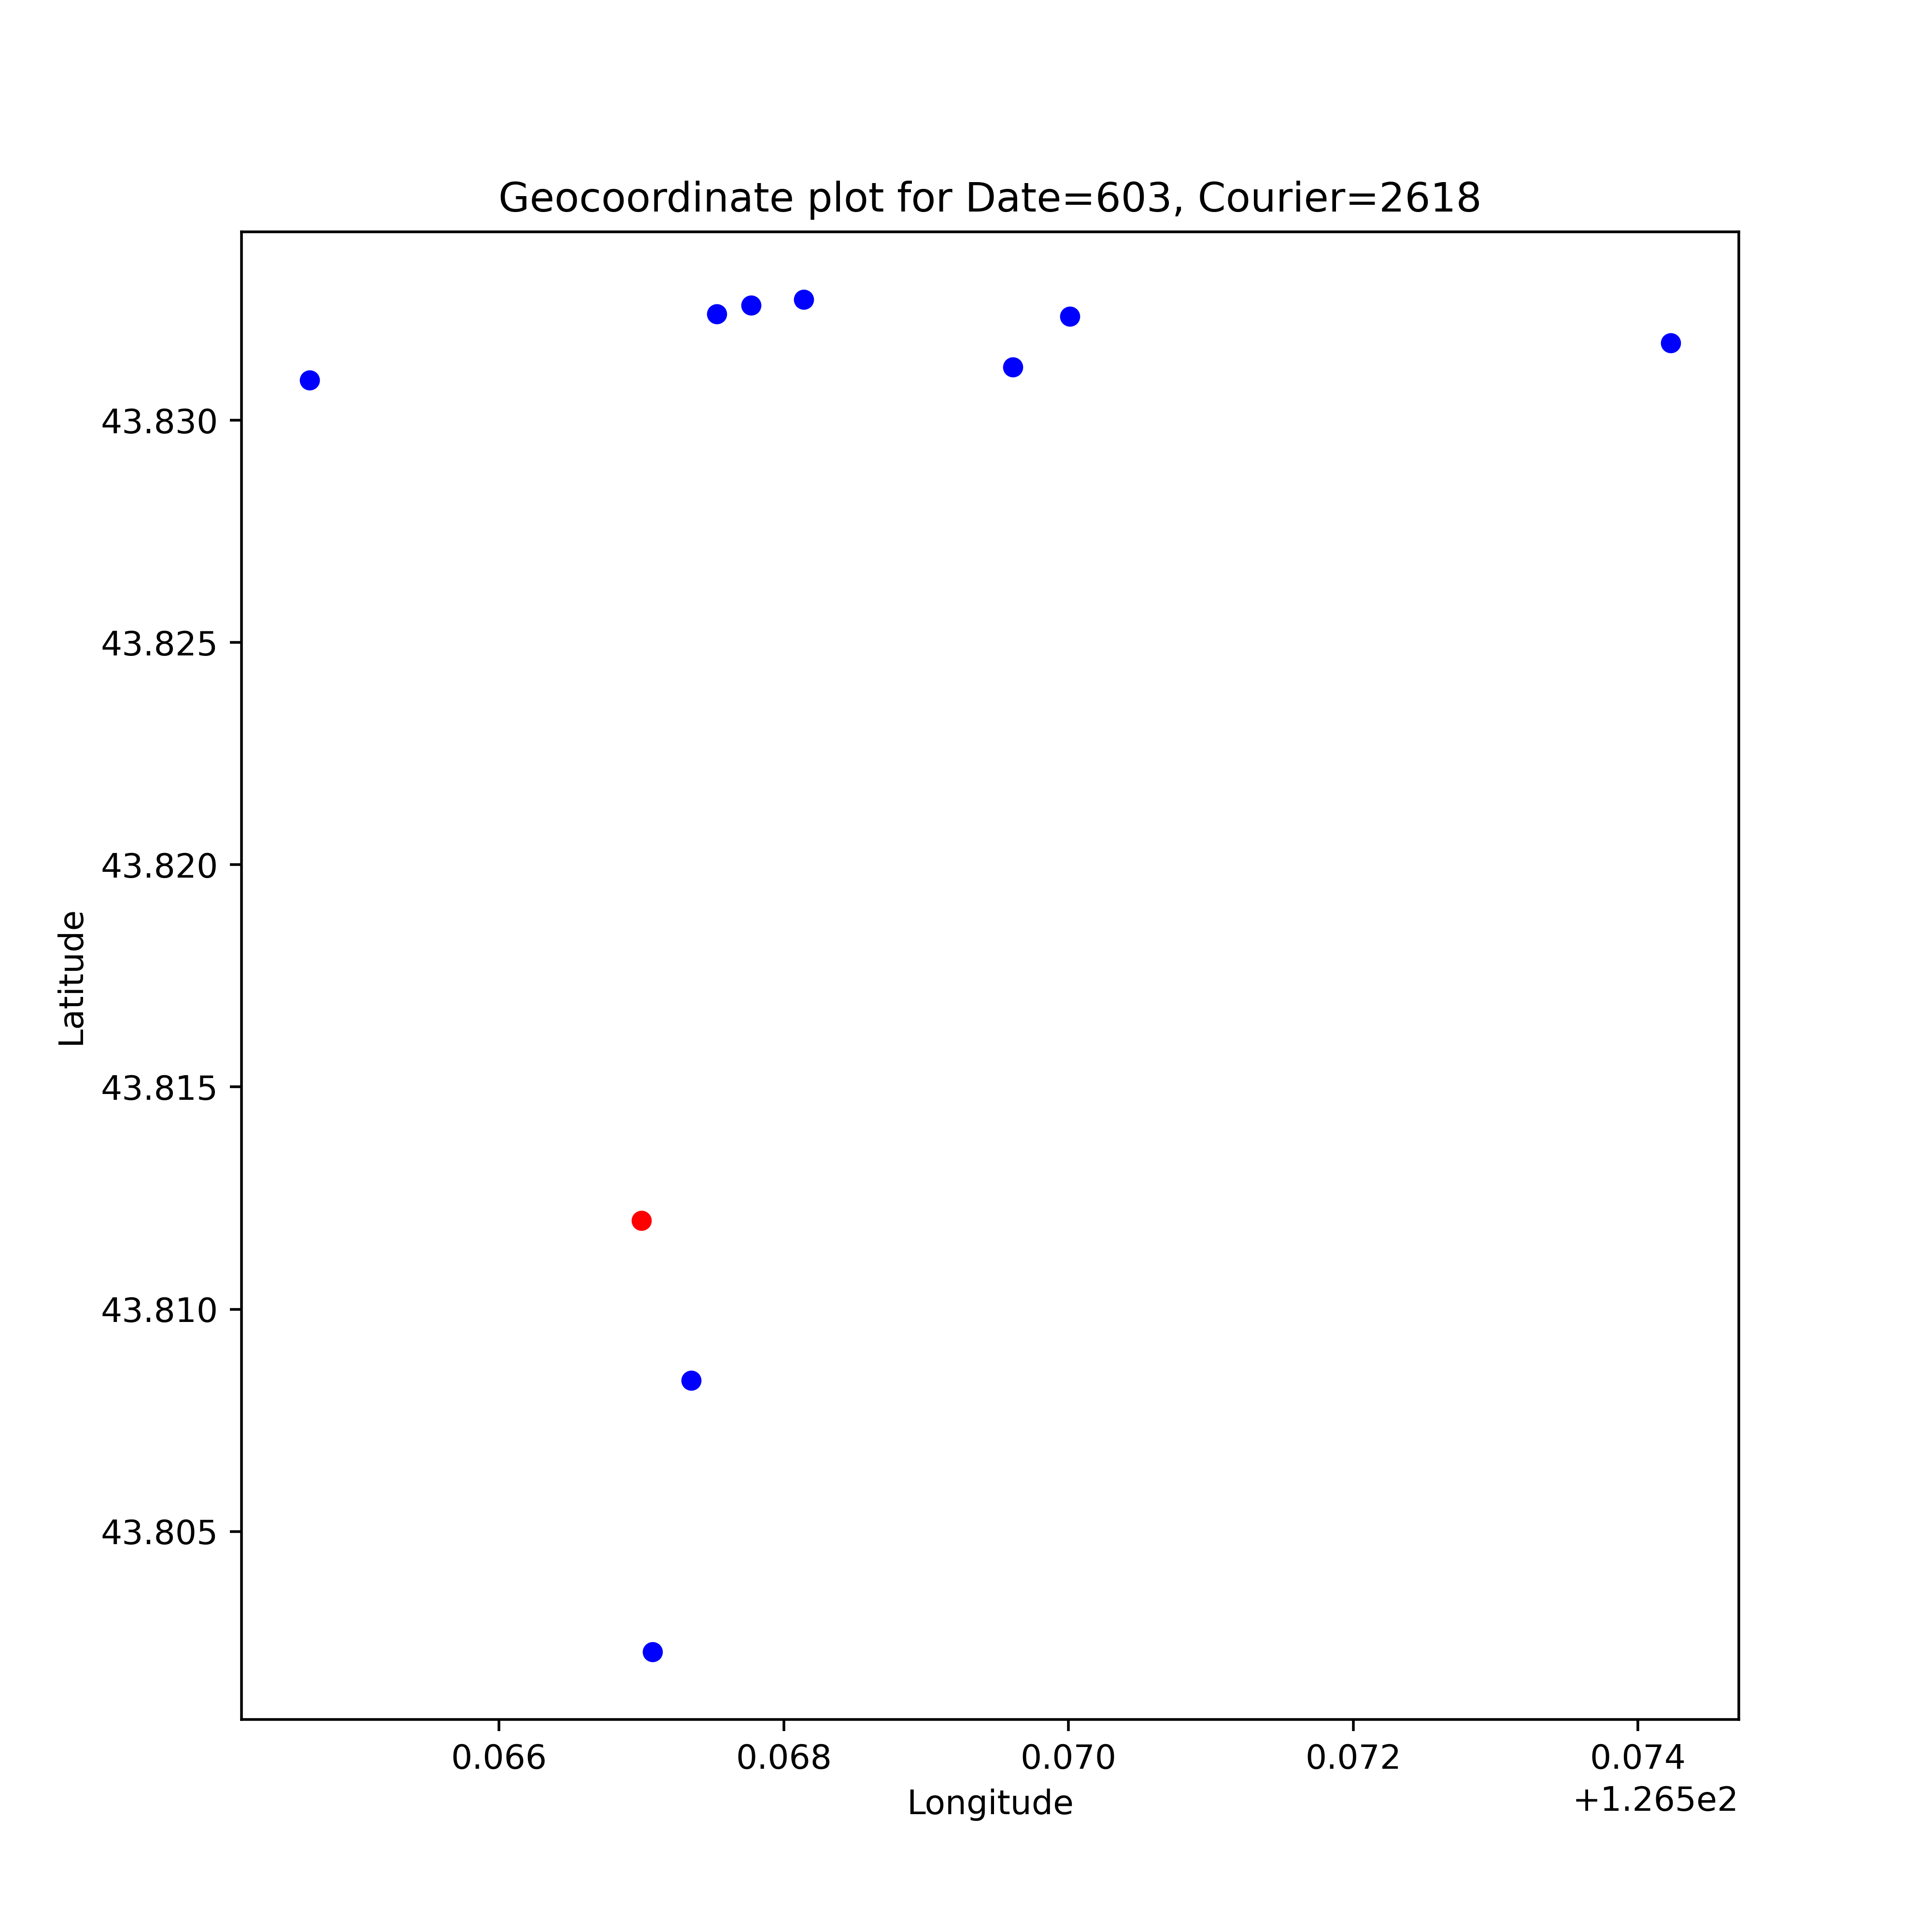 Geocoordinate plot for Date=603, Courier=2618
43.830
43.825
43.820
43.815
43.810
43.805
Latitude
0.066 0.068 0.070 0.072 0.074
+1.265e2
Longitude